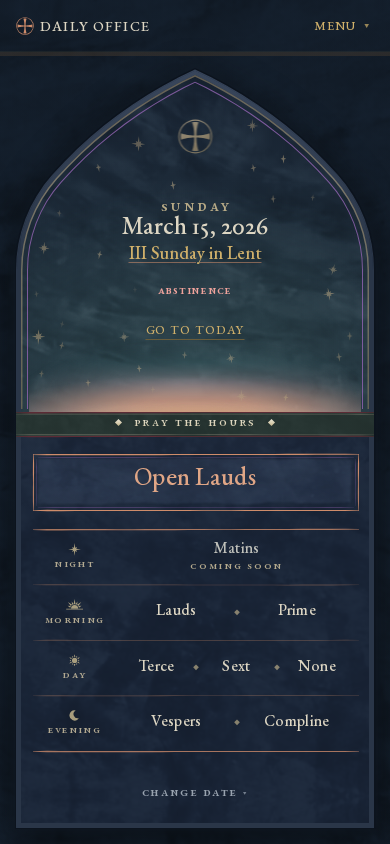 DAILY OFFICE MENU
SUNDAY
March 15, 2026
III Sunday in Lent
ABSTINENCE
GO TO TODAY
PRAY THE HOURS
Open Lauds
Matins
NIGHT COMING SOON
Lauds Prime
MORNING
Terce Sext None
DAY
Vespers Compline
EVENING
CHANGE DATE